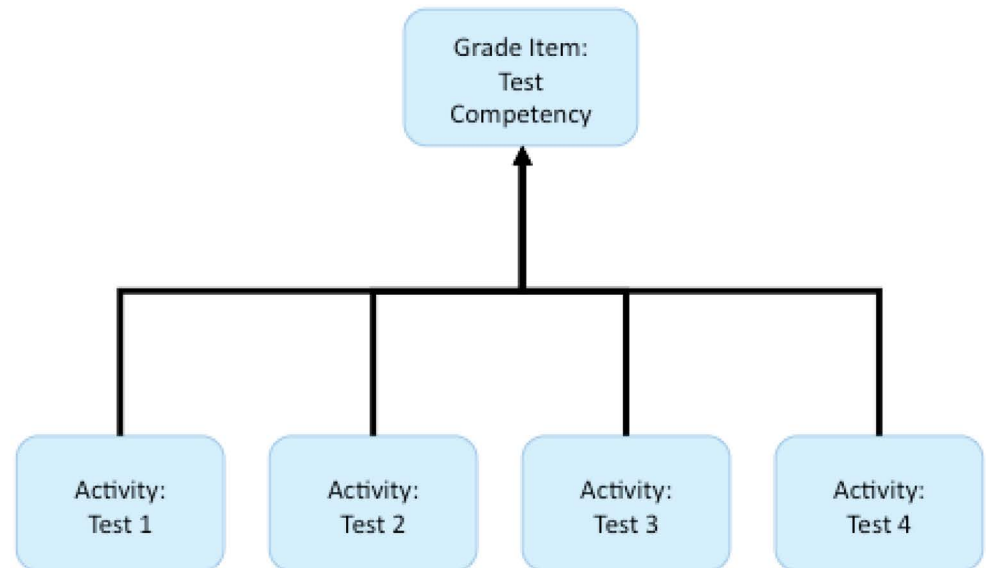 Grade Item:
Test
Competency
Activity:
Test 1
Activity:
Test 2
Activity:
Test 3
Activity:
Test 4